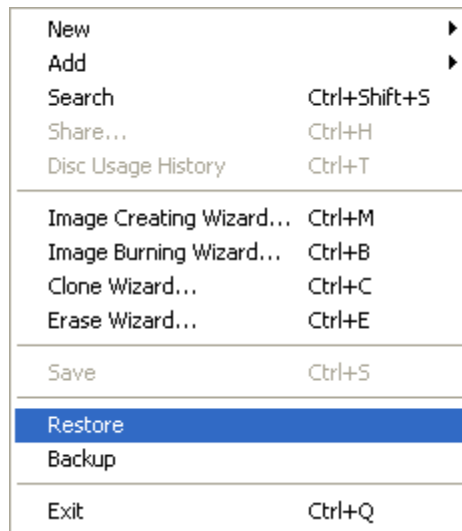 New
Add
Search Ctrl+Shift+S
Share... Ctrl+H
Disc Usage History Ctrl+T
Image Creating Wizard... Ctrl+M
Image Burning Wizard... Ctrl+B
Clone Wizard... Ctrl+C
Erase Wizard... Ctrl+E
Save Ctrl+S
Restore
Backup
Exit Ctrl+Q